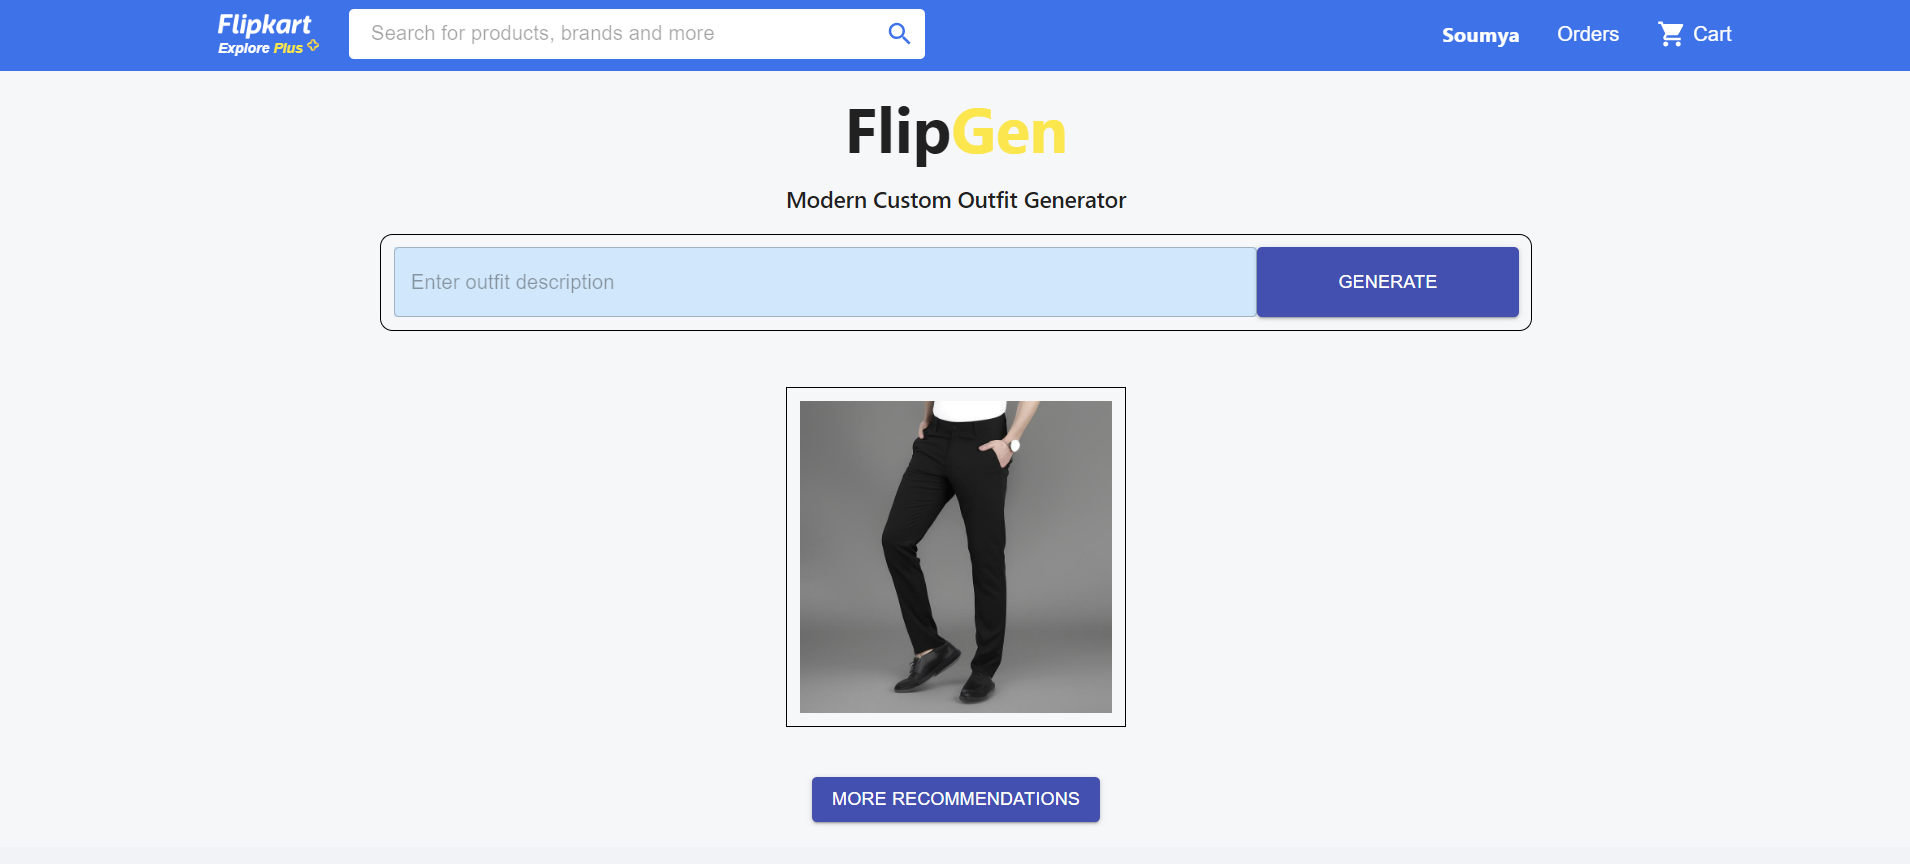 Flipkart
Explore Plus
Search for products, brands and more
Soumya
Orders
Cart
FlipGen
Modern Custom Outfit Generator
Enter outfit description
GENERATE
MORE RECOMMENDATIONS